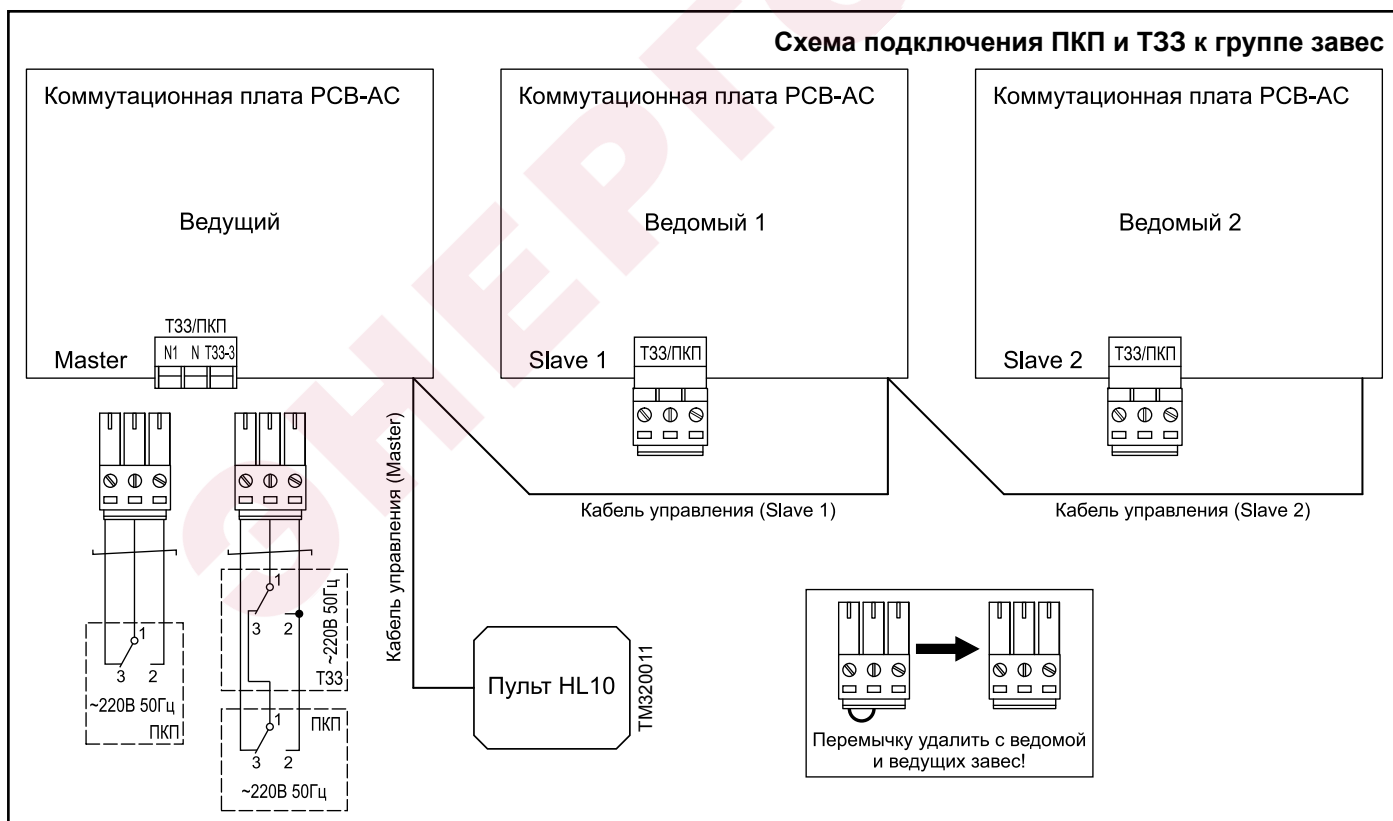 Схема подключения ПКП и ТЗЗ к группе завес
Коммутационная плата PCB-AC
Ведущий
ТЗЗ/ПКП
N1 N ТЗЗ-3
Master
Коммутационная плата PCB-AC
Ведомый 1
Slave 1
ТЗЗ/ПКП
Коммутационная плата PCB-AC
Ведомый 2
Slave 2
ТЗЗ/ПКП
Кабель управления (Master)
Кабель управления (Slave 1)
Кабель управления (Slave 2)
1
3 2
~220В 50Гц
ПКП
1
3 2
~220В 50Гц
ТЗЗ
1
ПКП
3 2
~220В 50Гц
Пульт HL10
TM320011
Перемычку удалить с ведомой
и ведущих завес!
ЭНЕРГО